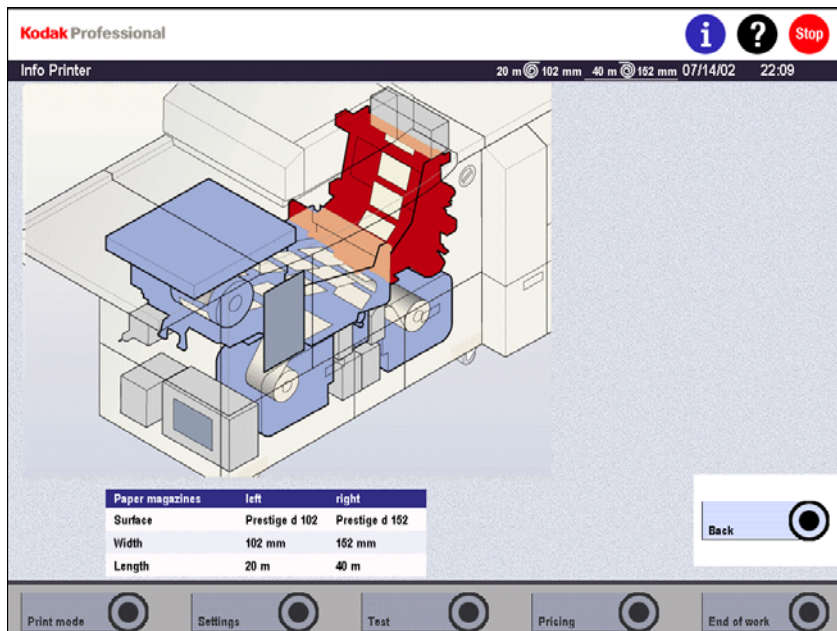 Kodak Professional
i
?
Stop
Info Printer
20 m 102 mm 40 m 152 mm 07/14/02 22:09
Paper magazines left right
Surface Prestige d 102 Prestige d 152
Width 102 mm 152 mm
Length 20 m 40 m
Back
Print mode Settings Test Pricing End of work